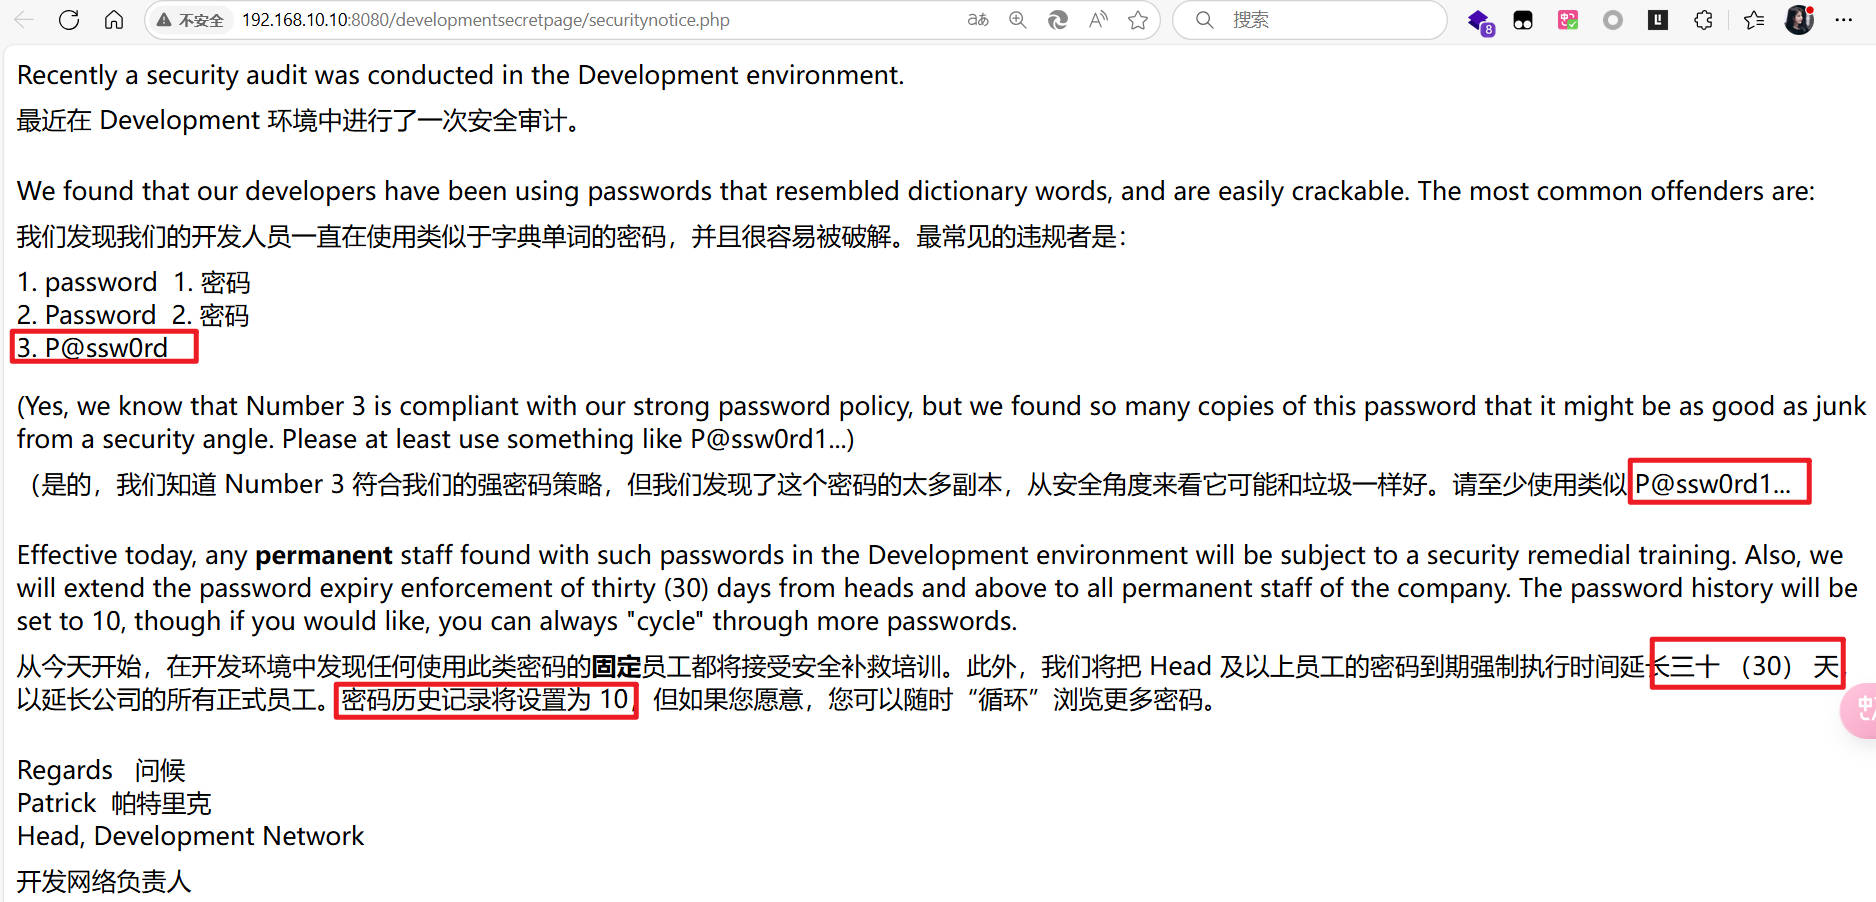 不安全 192.168.10.10:8080/developmentsecretpage/securitynotice.php 搜索
8
Recently a security audit was conducted in the Development environment.
最近在 Development 环境中进行了一次安全审计。
We found that our developers have been using passwords that resembled dictionary words, and are easily crackable. The most common offenders are:
我们发现我们的开发人员一直在使用类似于字典单词的密码，并且很容易被破解。最常见的违规者是：
1. password 1. 密码
2. Password 2. 密码
3. P@ssw0rd
(Yes, we know that Number 3 is compliant with our strong password policy, but we found so many copies of this password that it might be as good as junk
from a security angle. Please at least use something like P@ssw0rd1...)
（是的，我们知道 Number 3 符合我们的强密码策略，但我们发现了这个密码的太多副本，从安全角度来看它可能和垃圾一样好。请至少使用类似 P@ssw0rd1...
Effective today, any permanent staff found with such passwords in the Development environment will be subject to a security remedial training. Also, we
will extend the password expiry enforcement of thirty (30) days from heads and above to all permanent staff of the company. The password history will be
set to 10, though if you would like, you can always "cycle" through more passwords.
从今天开始，在开发环境中发现任何使用此类密码的固定员工都将接受安全补救培训。此外，我们将把 Head 及以上员工的密码到期强制执行时间延长三十 （30） 天
以延长公司的所有正式员工。密码历史记录将设置为 10，但如果您愿意，您可以随时“循环”浏览更多密码。
Regards 问候
Patrick 帕特里克
Head, Development Network
开发网络负责人